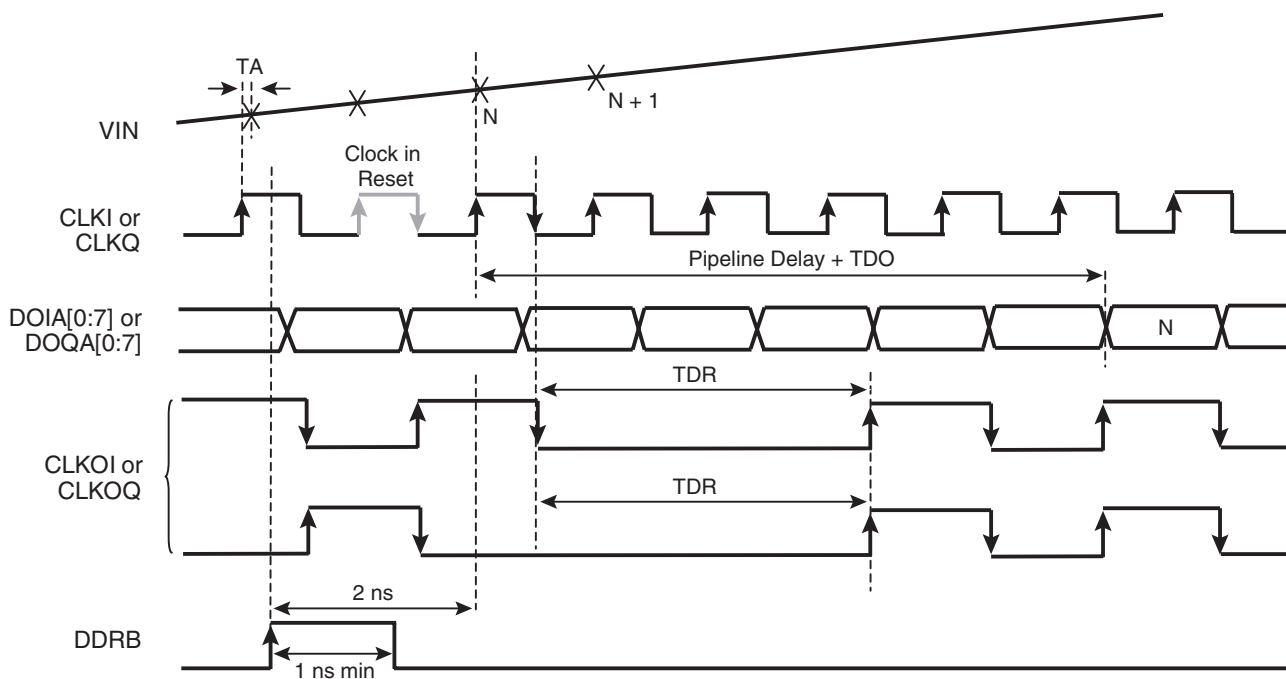 TA
VIN
N
N + 1
Clock in
Reset
CLKI or
CLKQ
Pipeline Delay + TDO
DOIA[0:7] or
DOQA[0:7]
N
TDR
CLKOI or
CLKOQ
TDR
2 ns
DDRB
1 ns min